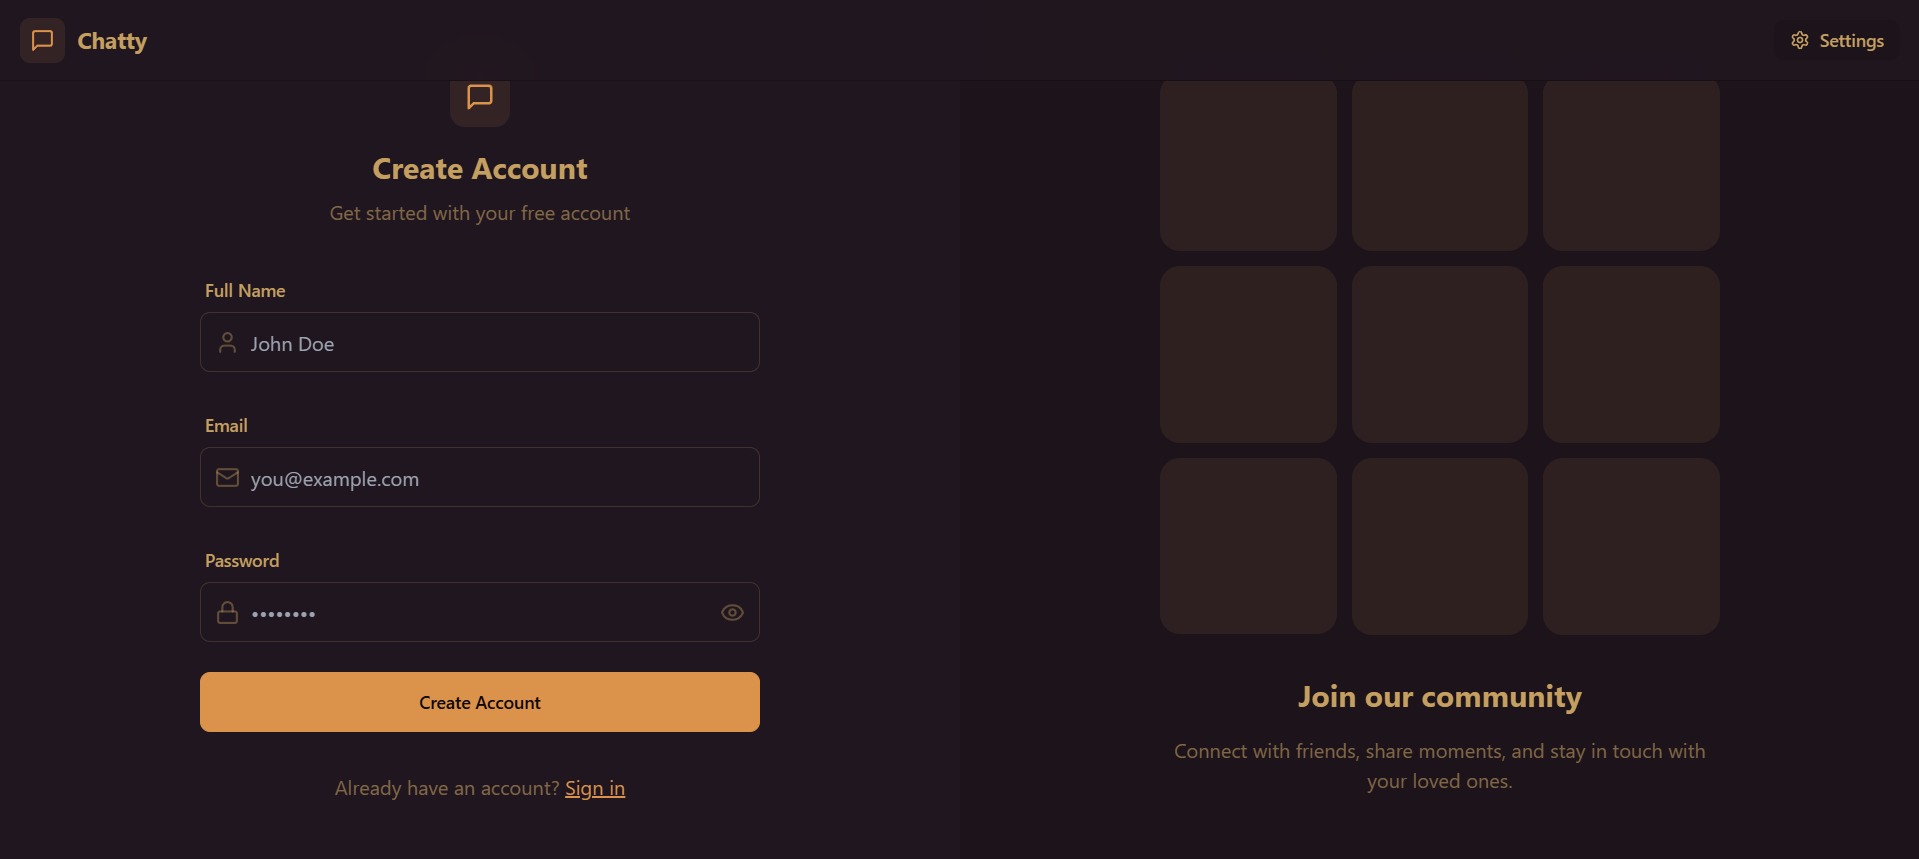 Chatty
Settings
Create Account
Get started with your free account
Full Name
John Doe
Email
you@example.com
Password
••••••••
Create Account
Already have an account? Sign in
Join our community
Connect with friends, share moments, and stay in touch with
your loved ones.